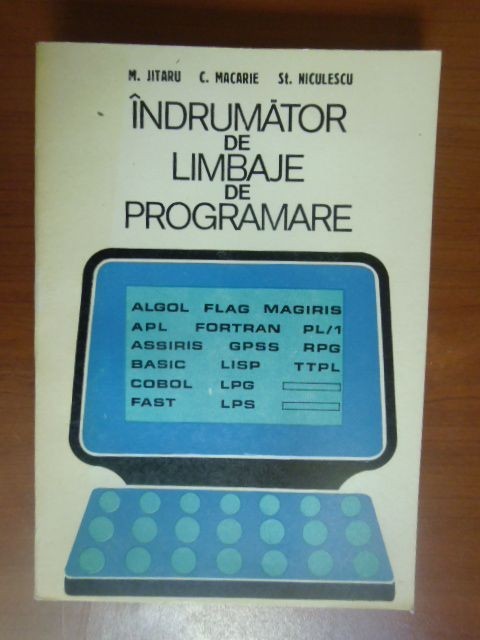 M. JITARU C. MACARIE St. NICULESCU
ÎNDRUMĂTOR
DE
LIMBAJE
DE
PROGRAMARE
ALGOL FLAG MAGIRIS
APL FORTRAN PL/1
ASSIRIS GPSS RPG
BASIC LISP TTPL
COBOL LPG
FAST LPS